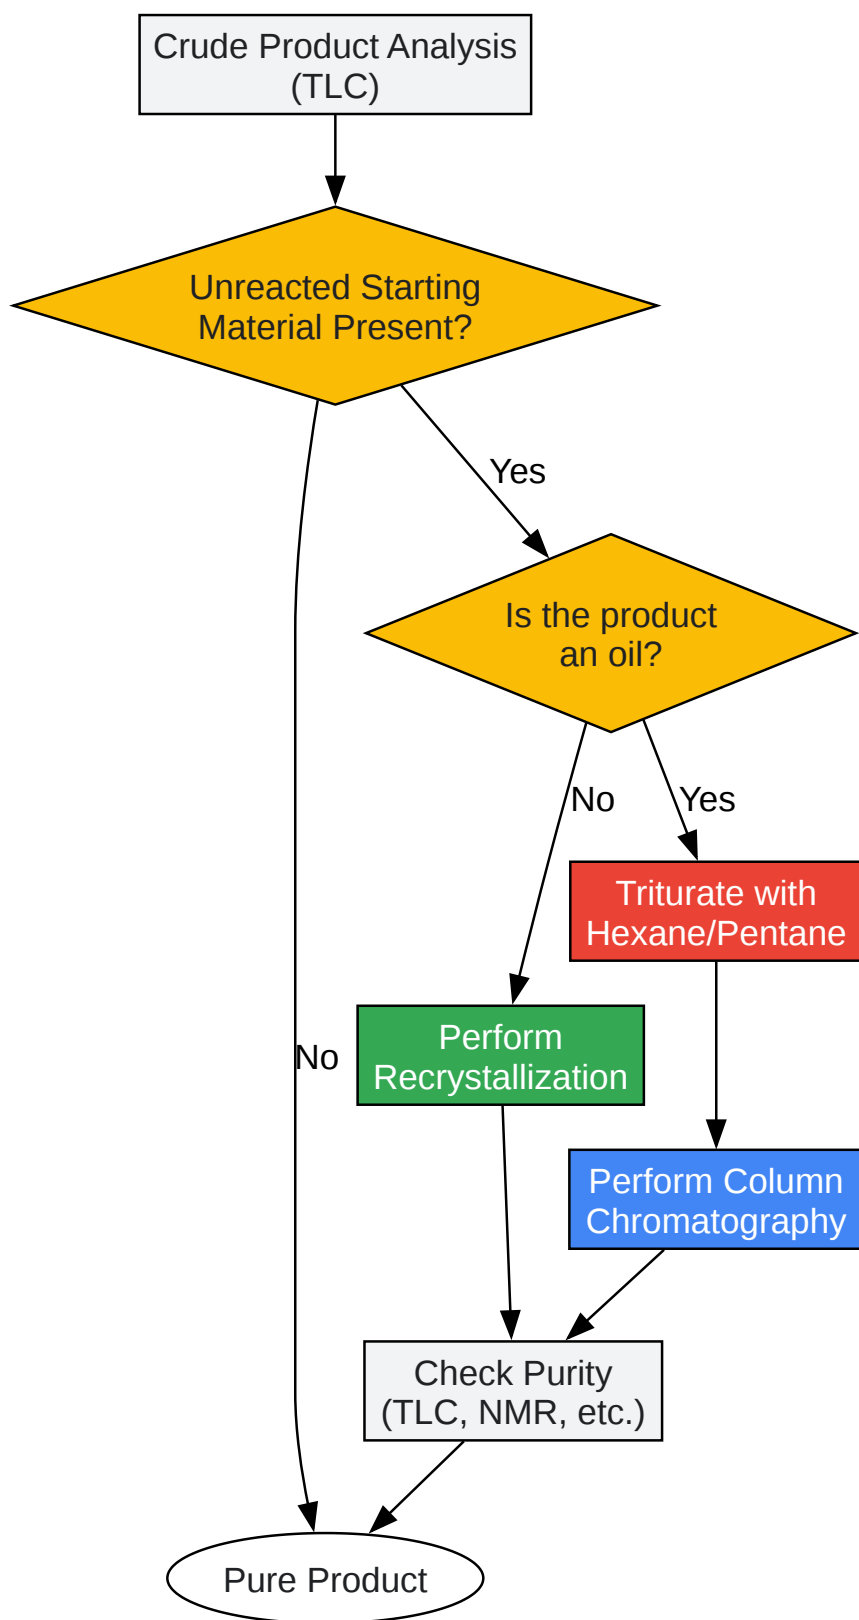 Crude Product Analysis
(TLC)
Unreacted Starting
Material Present?
Yes
Is the product
an oil?
No
Yes
Triturate with
Hexane/Pentane
Perform
Recrystallization
No
Perform Column
Chromatography
Check Purity
(TLC, NMR, etc.)
Pure Product